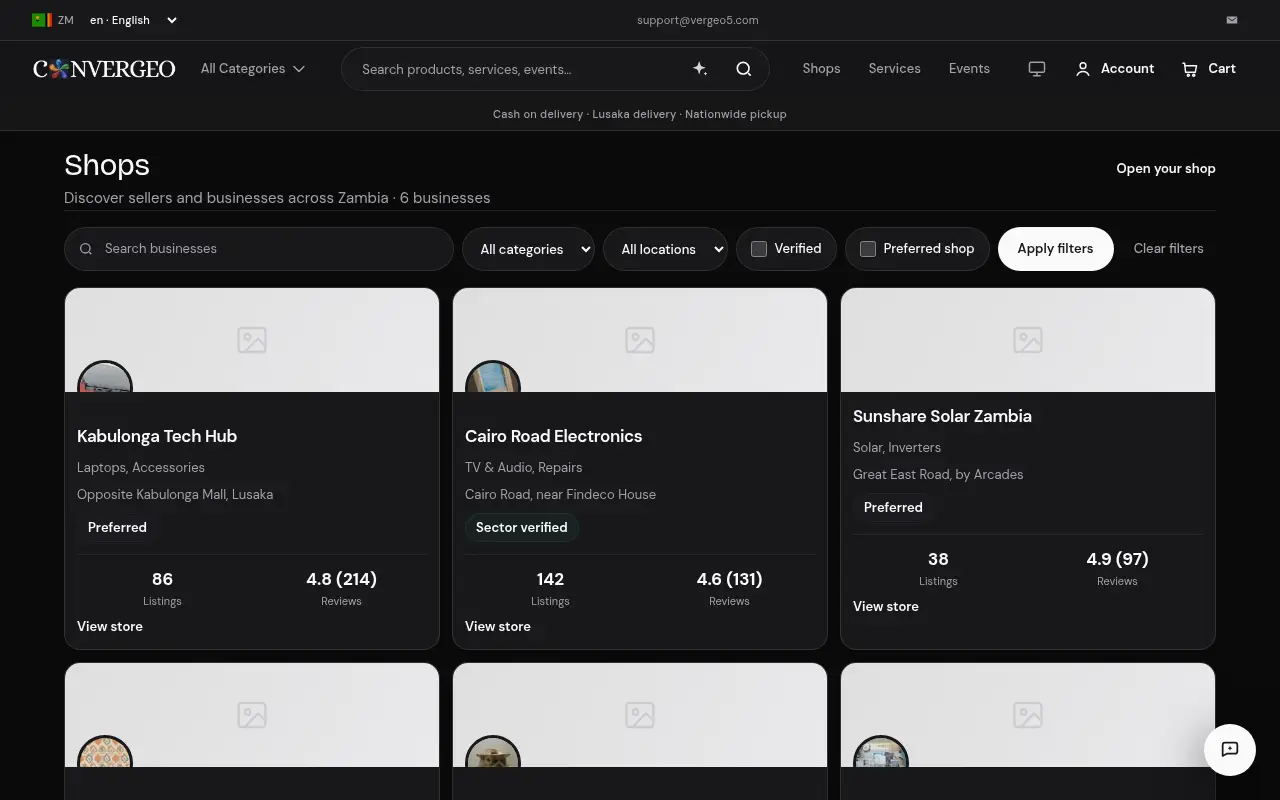 ZM
en · English
support@vergeo5.com
CONVERGEO
All Categories
Search products, services, events...
Shops
Services
Events
Account
Cart
Cash on delivery · Lusaka delivery · Nationwide pickup
Shops
Discover sellers and businesses across Zambia · 6 businesses
Open your shop
Search businesses
All categories
All locations
Verified
Preferred shop
Apply filters
Clear filters
Kabulonga Tech Hub
Laptops, Accessories
Opposite Kabulonga Mall, Lusaka
Preferred
86
Listings
4.8 (214)
Reviews
View store
Cairo Road Electronics
TV & Audio, Repairs
Cairo Road, near Findeco House
Sector verified
142
Listings
4.6 (131)
Reviews
View store
Sunshare Solar Zambia
Solar, Inverters
Great East Road, by Arcades
Preferred
38
Listings
4.9 (97)
Reviews
View store